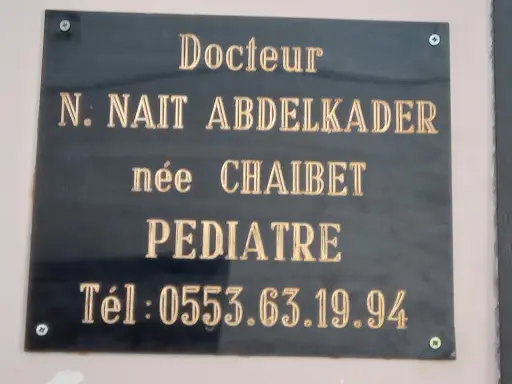 Docteur
N. NAIT ABDELKADER
née CHAIBET
PEDIATRE
Tél : 0553.63.19.94